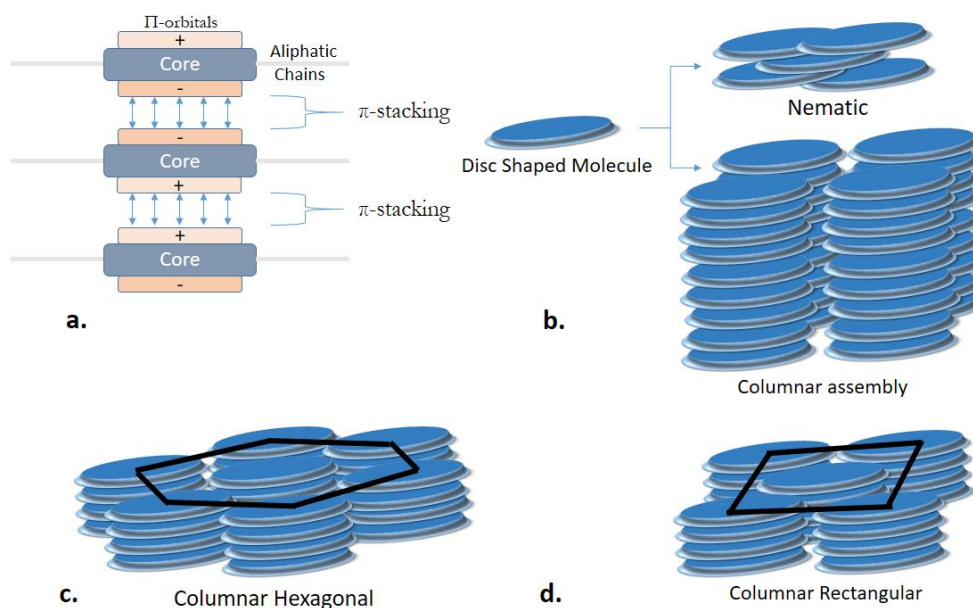 Π-orbitals
+
Core
Aliphatic
Chains
-
π-stacking
-
Core
+
π-stacking
+
Core
-
a.
Disc Shaped Molecule
Nematic
Columnar assembly
b.
c.
Columnar Hexagonal
d.
Columnar Rectangular